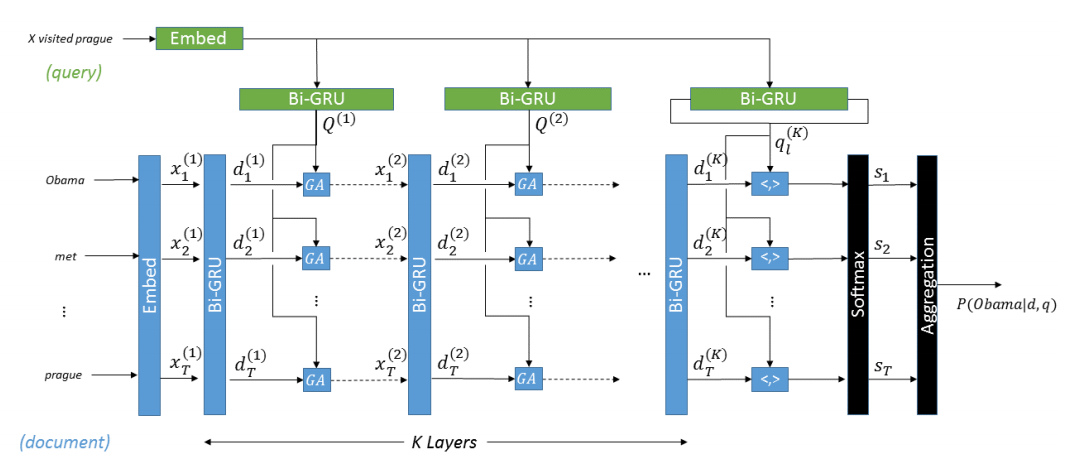 X visited prague
Embed
(query)
Bi-GRU
Bi-GRU
Bi-GRU
Q^{(1)}
Q^{(2)}
q_l^{(K)}
Obama
x_1^{(1)}
d_1^{(1)}
GA
x_1^{(2)}
d_1^{(2)}
GA
d_1^{(K)}
<,>
s_1
met
x_2^{(1)}
d_2^{(1)}
GA
x_2^{(2)}
d_2^{(2)}
GA
...
d_2^{(K)}
<,>
s_2
Embed
Bi-GRU
Bi-GRU
Bi-GRU
Softmax
Aggregation
P(Obama|d, q)
⋮
⋮
⋮
⋮
prague
x_T^{(1)}
d_T^{(1)}
GA
x_T^{(2)}
d_T^{(2)}
GA
d_T^{(K)}
<,>
s_T
(document)
K Layers